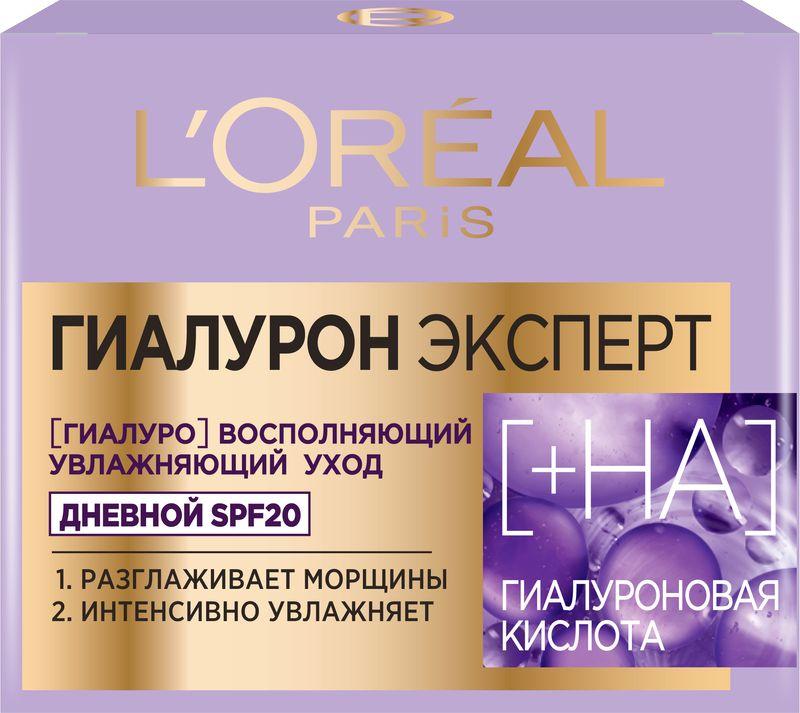 L'ORÉAL
PARiS
ГИАЛУРОН ЭКСПЕРТ
[ГИАЛУРО] ВОСПОЛНЯЮЩИЙ
УВЛАЖНЯЮЩИЙ УХОД
ДНЕВНОЙ SPF20
1. РАЗГЛАЖИВАЕТ МОРЩИНЫ
2. ИНТЕНСИВНО УВЛАЖНЯЕТ
[+HA]
ГИАЛУРОНОВАЯ
КИСЛОТА